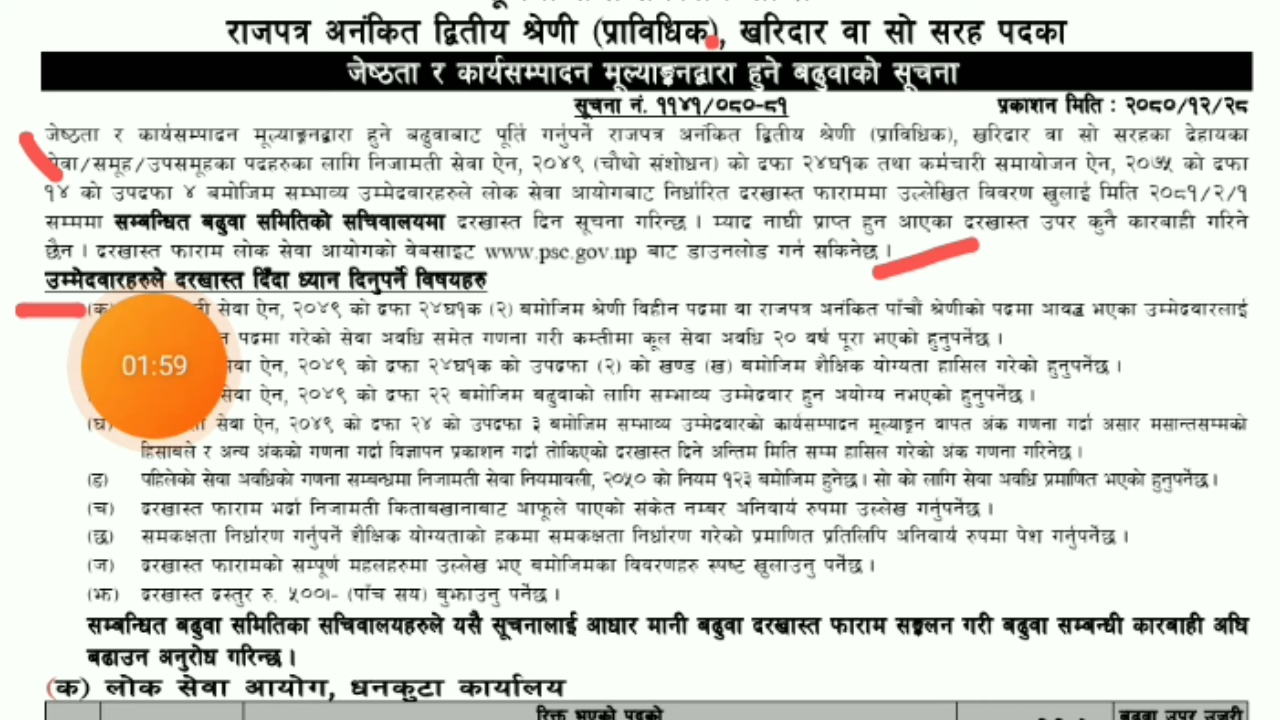 राजपत्र अनंकित द्वितीय श्रेणी (प्राविधिक), खरिदार वा सो सरह पदका
जेष्ठता र कार्यसम्पादन मूल्याङ्कनद्वारा हुने बढुवाको सूचना
सूचना नं. ११४१/०८०-८१
प्रकाशन मिति : २०८०/१२/२८
जेष्ठता र कार्यसम्पादन मूल्याङ्कनद्वारा हुने बढुवाबाट पूर्ति गर्नुपर्ने राजपत्र अनंकित द्वितीय श्रेणी (प्राविधिक), खरिदार वा सो सरहका देहायका
सेवा/समूह/उपसमूहका पदहरुका लागि निजामती सेवा ऐन, २०४९ (चौथो संशोधन) को दफा २४घ१क तथा कर्मचारी समायोजन ऐन, २०७५ को दफा
१४ को उपदफा ४ बमोजिम सम्भाव्य उम्मेदवारहरुले लोक सेवा आयोगबाट निर्धारित दरखास्त फाराममा उल्लेखित विवरण खुलाई मिति २०८१/२/१
सम्ममा सम्बन्धित बढुवा समितिको सचिवालयमा दरखास्त दिन सूचना गरिन्छ । म्याद नाघी प्राप्त हुन आएका दरखास्त उपर कुनै कारबाही गरिने
छैन । दरखास्त फाराम लोक सेवा आयोगको वेबसाइट www.psc.gov.np बाट डाउनलोड गर्न सकिनेछ ।
उम्मेदवारहरुले दरखास्त दिँदा ध्यान दिनुपर्ने विषयहरु
(क) सेवा ऐन, २०४९ को दफा २४घ१क (२) बमोजिम श्रेणी विहीन पदमा वा राजपत्र अनंकित पाँचौं श्रेणीको पदमा आवद्ध भएका उम्मेदवारलाई
पदमा गरेको सेवा अवधि समेत गणना गरी कम्तीमा कूल सेवा अवधि २० वर्ष पूरा भएको हुनुपर्नेछ ।
01:59
सेवा ऐन, २०४९ को दफा २४घ१क को उपदफा (२) को खण्ड (ख) बमोजिम शैक्षिक योग्यता हासिल गरेको हुनुपर्नेछ ।
सेवा ऐन, २०४९ को दफा २२ बमोजिम बढुवाको लागि सम्भाव्य उम्मेदवार हुन अयोग्य नभएको हुनुपर्नेछ ।
(घ) सेवा ऐन, २०४९ को दफा २४ को उपदफा ३ बमोजिम सम्भाव्य उम्मेदवारको कार्यसम्पादन मूल्याङ्कन वापत अंक गणना गर्दा असार मसान्तसम्मको
हिसाबले र अन्य अंकको गणना गर्दा विज्ञापन प्रकाशन गर्दा तोकिएको दरखास्त दिने अन्तिम मिति सम्म हासिल गरेको अंक गणना गरिनेछ ।
(ङ) पहिलेको सेवा अवधिको गणना सम्बन्धमा निजामती सेवा नियमावली, २०५० को नियम १२३ बमोजिम हुनेछ । सो को लागि सेवा अवधि प्रमाणित भएको हुनुपर्नेछ ।
(च) दरखास्त फाराम भर्दा निजामती किताबखानाबाट आफूले पाएको संकेत नम्बर अनिवार्य रुपमा उल्लेख गर्नुपर्नेछ ।
(छ) समकक्षता निर्धारण गर्नुपर्ने शैक्षिक योग्यताको हकमा समकक्षता निर्धारण गरेको प्रमाणित प्रतिलिपि अनिवार्य रुपमा पेश गर्नुपर्नेछ ।
(ज) दरखास्त फारामको सम्पूर्ण महलहरुमा उल्लेख भए बमोजिमका विवरणहरु स्पष्ट खुलाउनु पर्नेछ ।
(झ) दरखास्त दस्तुर रु. ५००।- (पाँच सय) बुझाउनु पर्नेछ ।
सम्बन्धित बढुवा समितिका सचिवालयहरुले यसै सूचनालाई आधार मानी बढुवा दरखास्त फाराम सङ्कलन गरी बढुवा सम्बन्धी कारबाही अघि
बढाउन अनुरोध गरिन्छ ।
(क) लोक सेवा आयोग, धनकुटा कार्यालय
रिक्त भएको पदको
बढुवा उपर उजुरी